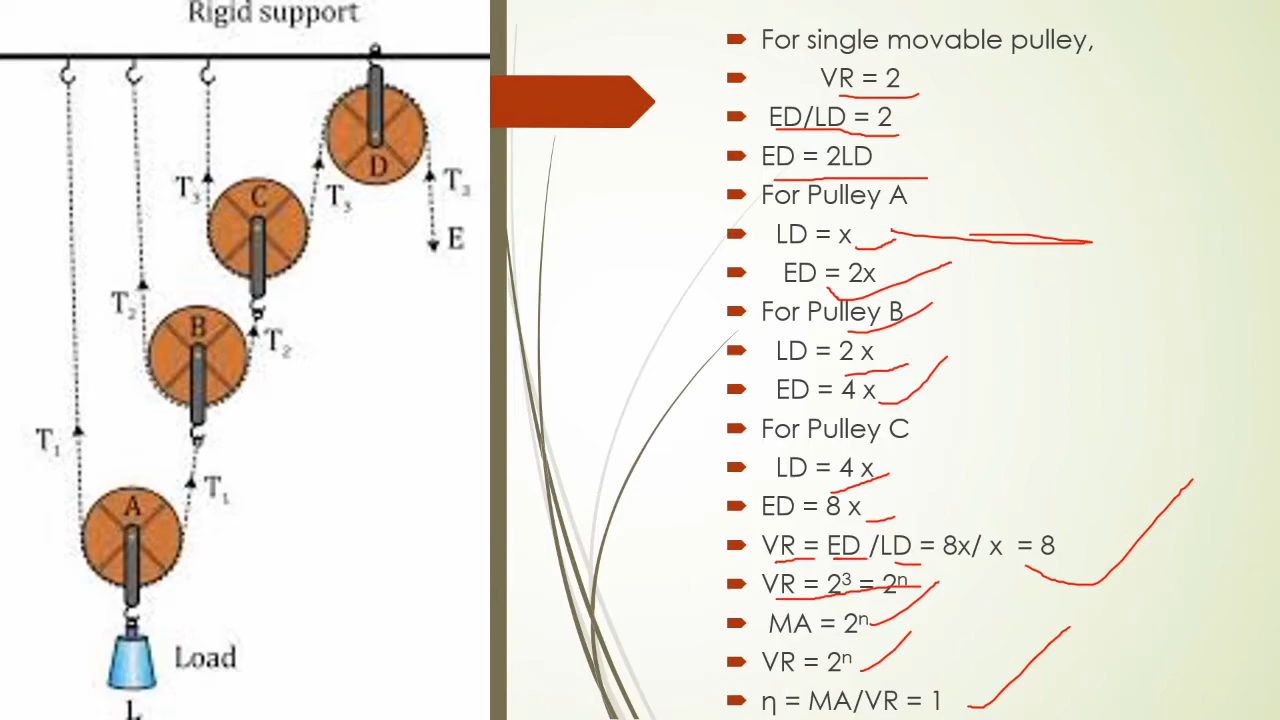 Rigid support
D
T₃
T₃
T₃
C
E
T₂
B
T₂
T₁
T₁
A
Load
L
For single movable pulley,
VR = 2
ED/LD = 2
ED = 2LD
For Pulley A
LD = x
ED = 2x
For Pulley B
LD = 2 x
ED = 4 x
For Pulley C
LD = 4 x
ED = 8 x
VR = ED /LD = 8x/ x = 8
VR = 2³ = 2ⁿ
MA = 2ⁿ
VR = 2ⁿ
η = MA/VR = 1